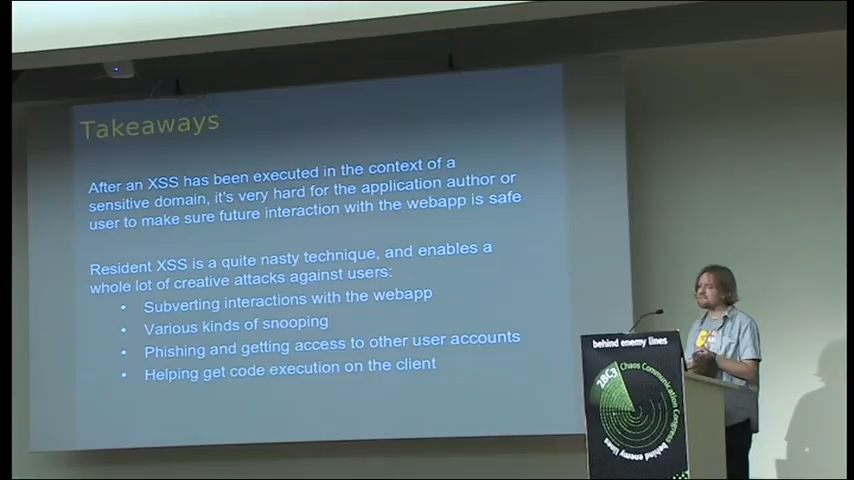 Takeaways
After an XSS has been executed in the context of a
sensitive domain, it's very hard for the application author or
user to make sure future interaction with the webapp is safe
Resident XSS is a quite nasty technique, and enables a
whole lot of creative attacks against users:
• Subverting interactions with the webapp
• Various kinds of snooping
• Phishing and getting access to other user accounts
• Helping get code execution on the client
behind enemy lines
28C3
Chaos Communication Congress
behind enemy lines